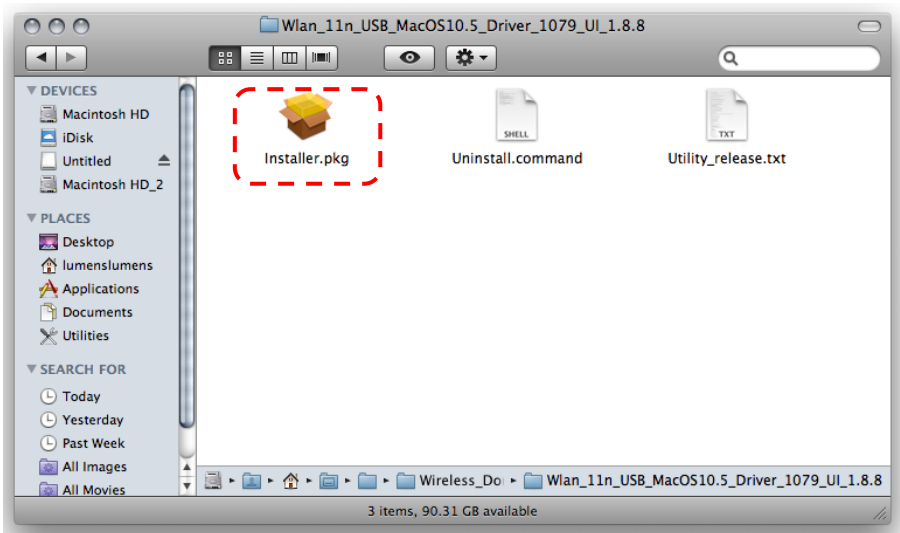 Wlan_11n_USB_MacOS10.5_Driver_1079_UI_1.8.8
DEVICES
Macintosh HD
iDisk
Untitled
Macintosh HD_2
PLACES
Desktop
lumenslumens
Applications
Documents
Utilities
SEARCH FOR
Today
Yesterday
Past Week
All Images
All Movies
Installer.pkg
SHELL
Uninstall.command
TXT
Utility_release.txt
Wireless_Do Wlan_11n_USB_MacOS10.5_Driver_1079_UI_1.8.8
3 items, 90.31 GB available